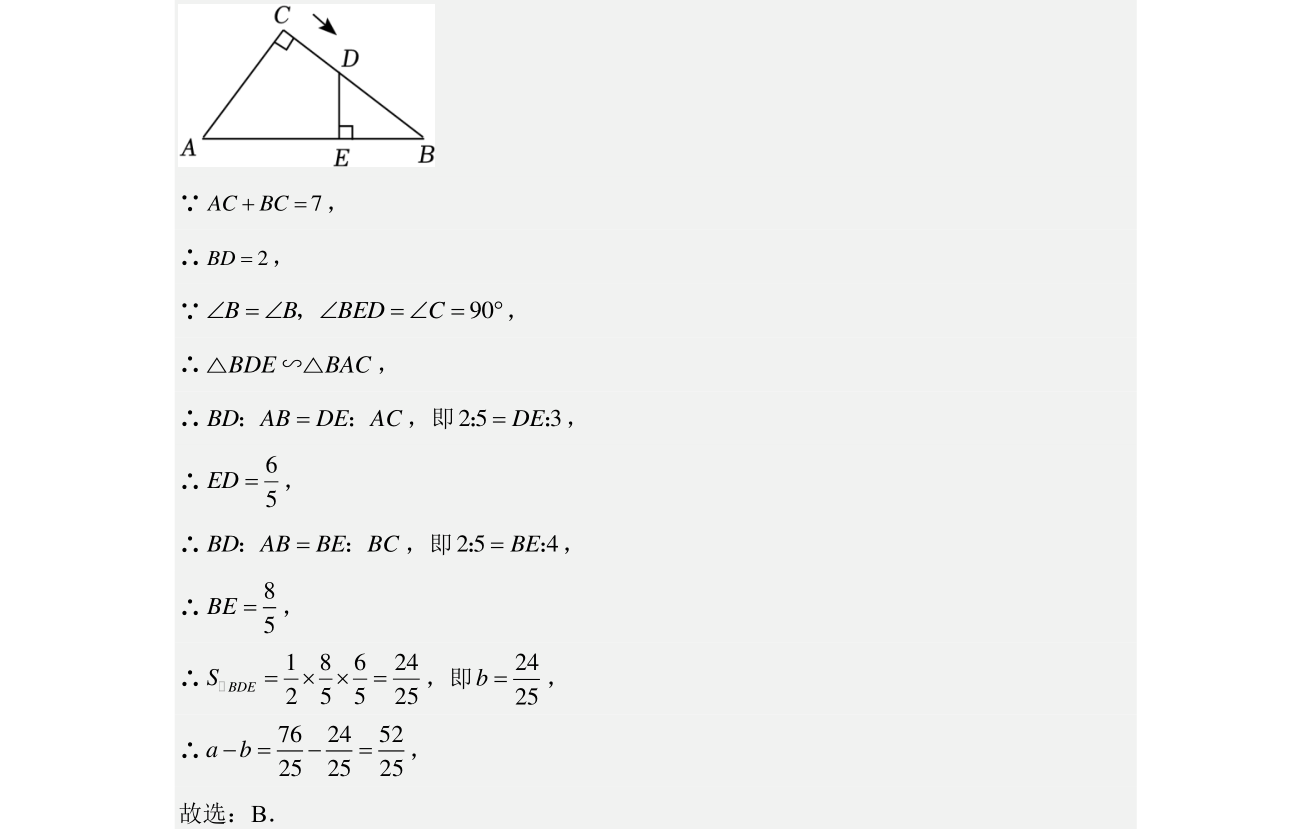 C
D
A
E
B
∵ AC + BC = 7，
∴ BD = 2，
∵ ∠B = ∠B，∠BED = ∠C = 90°，
∴ △BDE ∽ △BAC，
∴ BD：AB = DE：AC，即 2:5 = DE:3，
∴ ED = 6/5，
∴ BD：AB = BE：BC，即 2:5 = BE:4，
∴ BE = 8/5，
∴ S□BDE = 1/2 × 8/5 × 6/5 = 24/25，即 b = 24/25，
∴ a − b = 76/25 − 24/25 = 52/25，
故选：B．